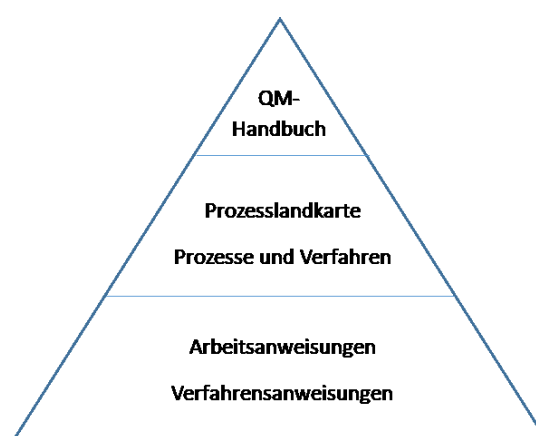 QM-
Handbuch
Prozesslandkarte
Prozesse und Verfahren
Arbeitsanweisungen
Verfahrensanweisungen